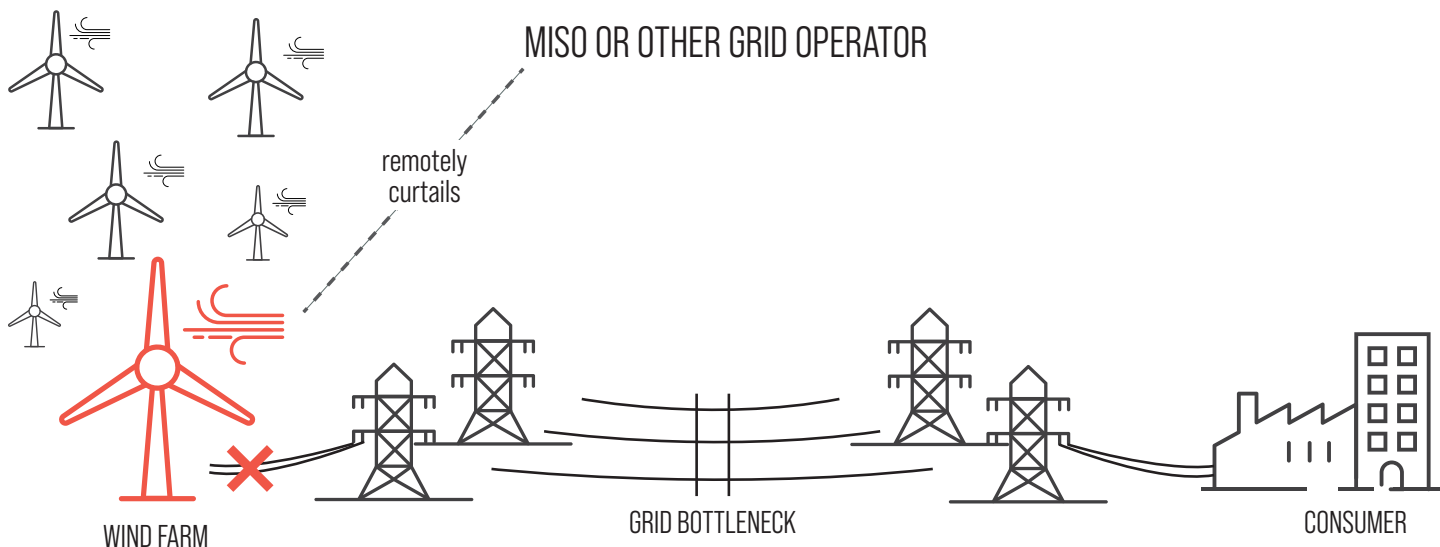 MISO OR OTHER GRID OPERATOR
remotely
curtails
WIND FARM
GRID BOTTLENECK
CONSUMER